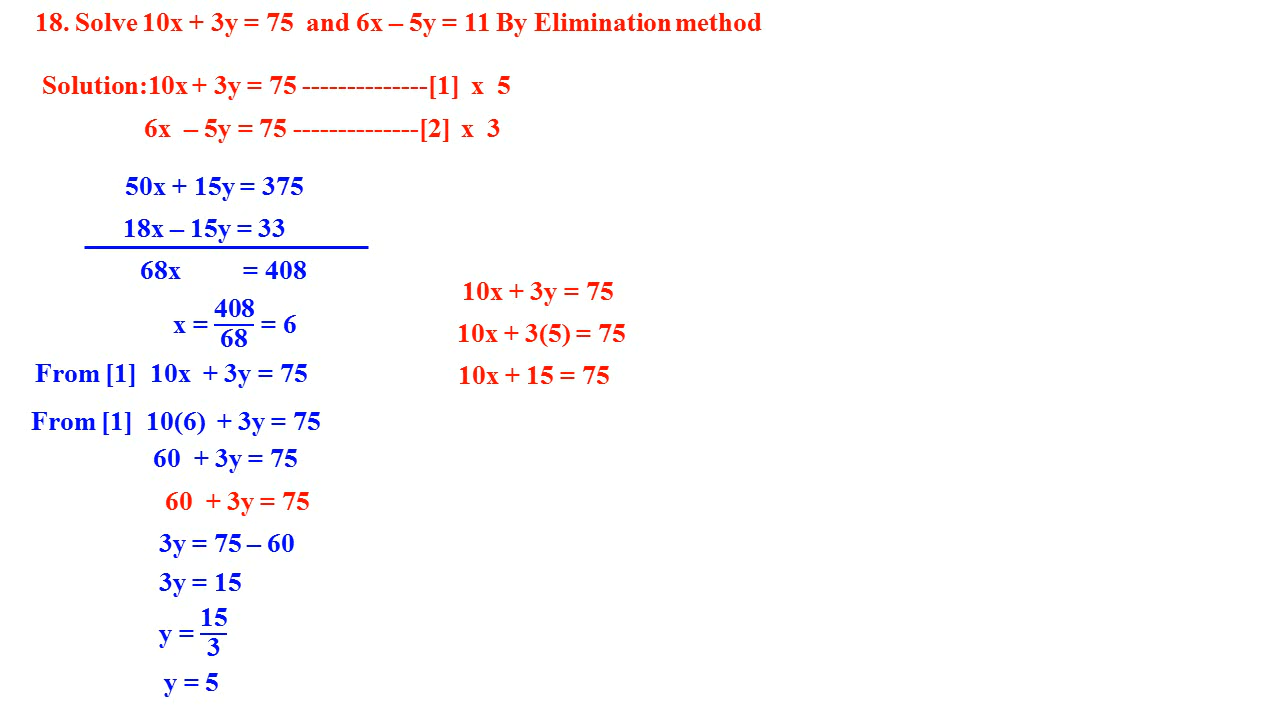 18. Solve 10x + 3y = 75 and 6x – 5y = 11 By Elimination method
Solution:10x + 3y = 75 --------------[1] x 5
6x – 5y = 75 --------------[2] x 3
50x + 15y = 375
18x – 15y = 33
68x = 408
x = 408/68 = 6
From [1] 10x + 3y = 75
From [1] 10(6) + 3y = 75
60 + 3y = 75
60 + 3y = 75
3y = 75 – 60
3y = 15
y = 15/3
y = 5
10x + 3y = 75
10x + 3(5) = 75
10x + 15 = 75